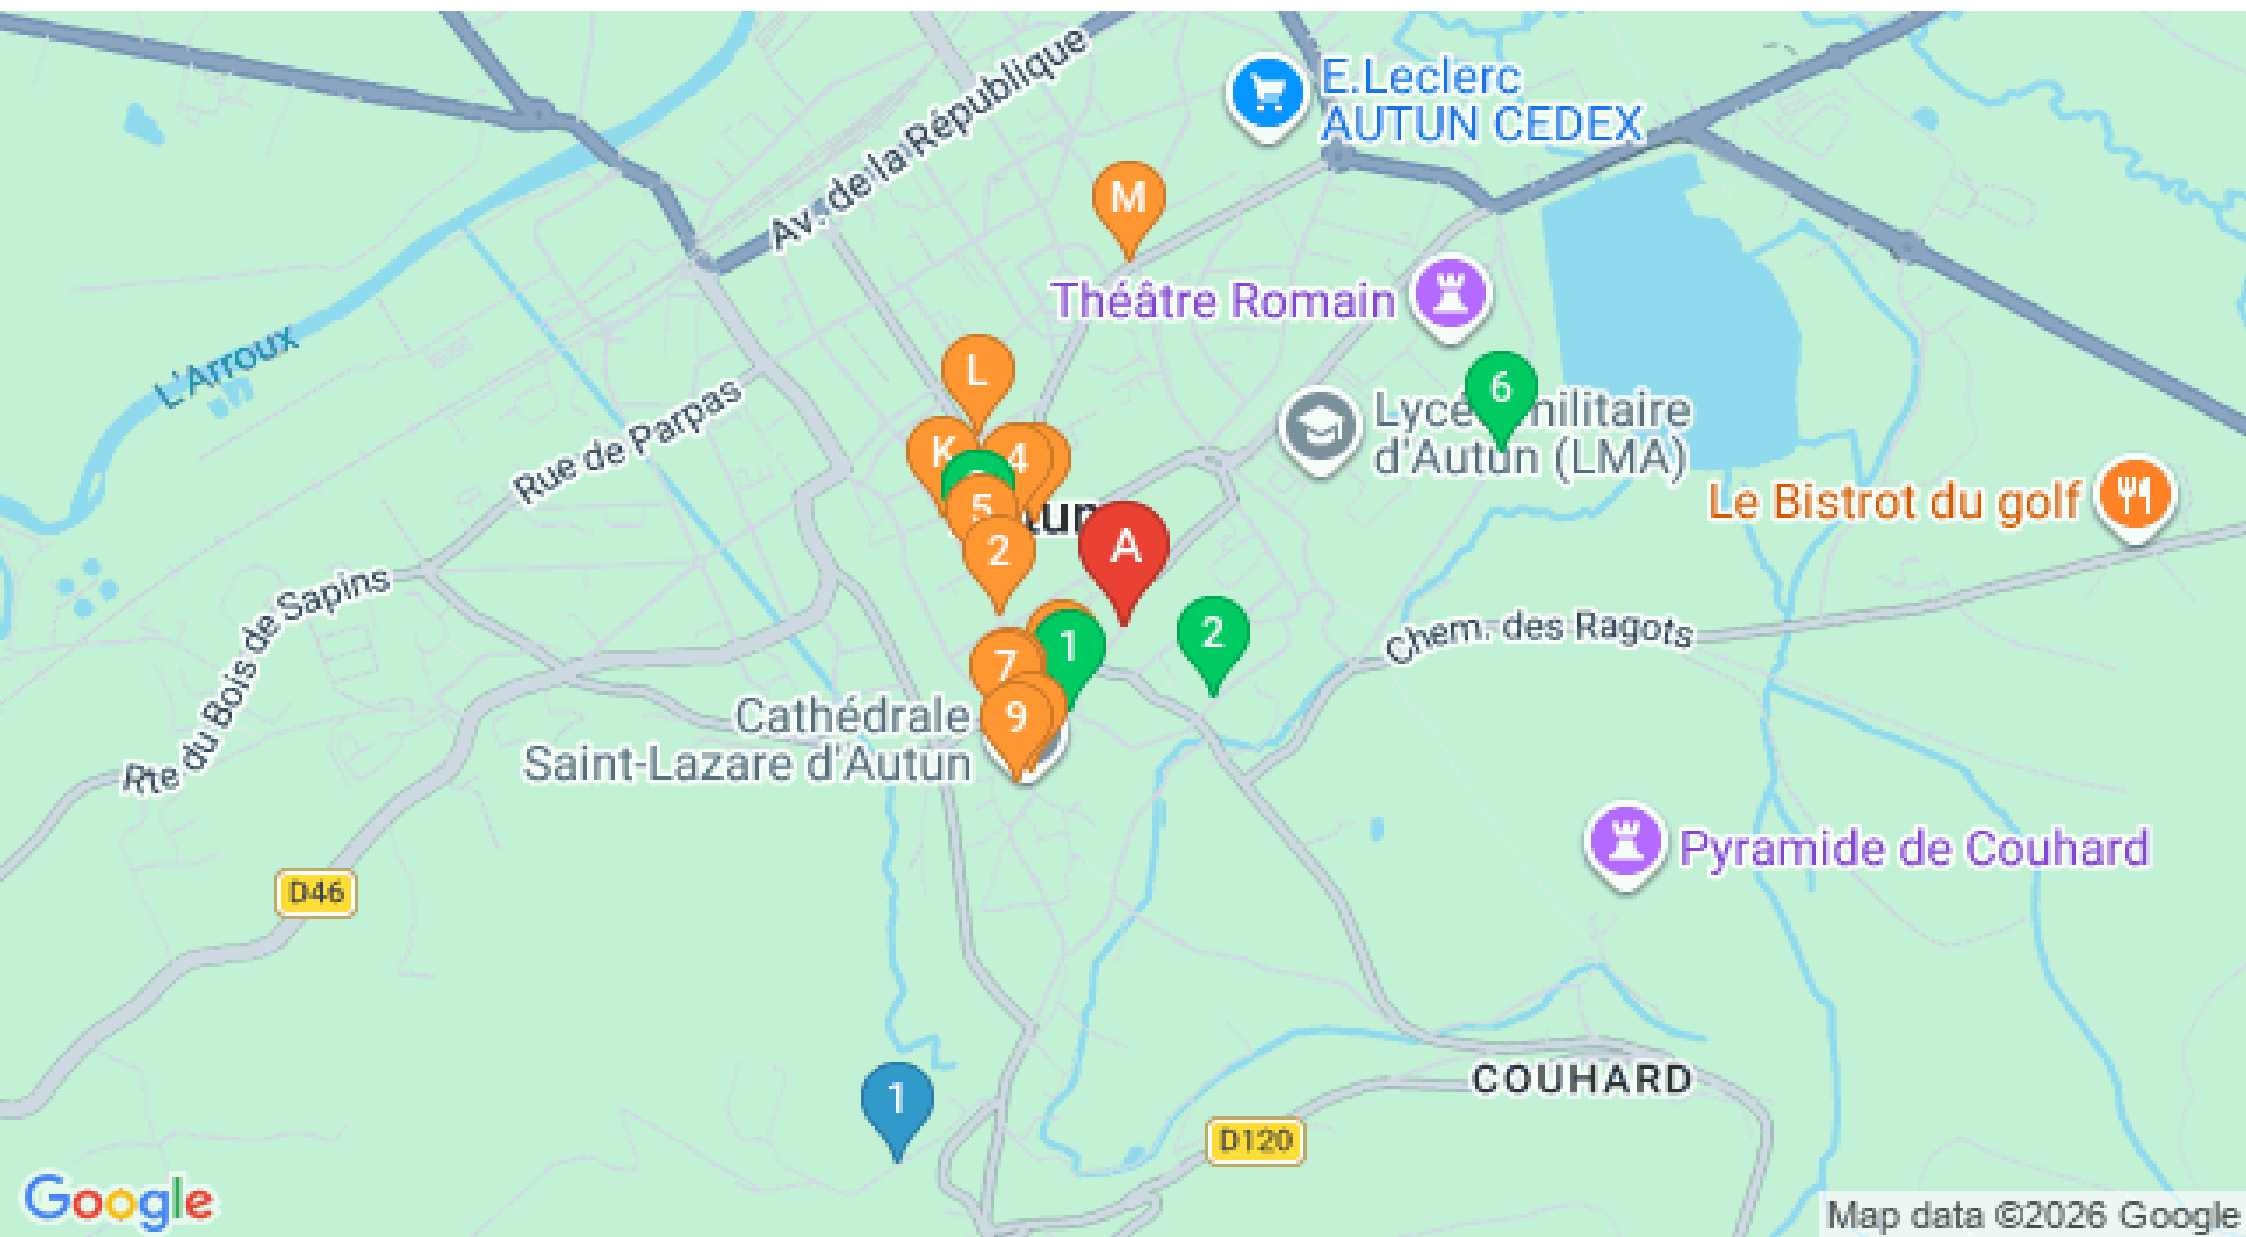 E.Leclerc
AUTUN CEDEX
Av. de la République
M
Théâtre Romain
L'Arroux
L
6
Rue de Parpas
Lycée militaire
d'Autun (LMA)
K
4
5
Le Bistrot du golf
A
2
Rte du Bois de Sapins
1
2
Chem. des Ragots
7
9
Cathédrale
Saint-Lazare d'Autun
Pyramide de Couhard
D46
COUHARD
1
D120
Google
Map data ©2026 Google